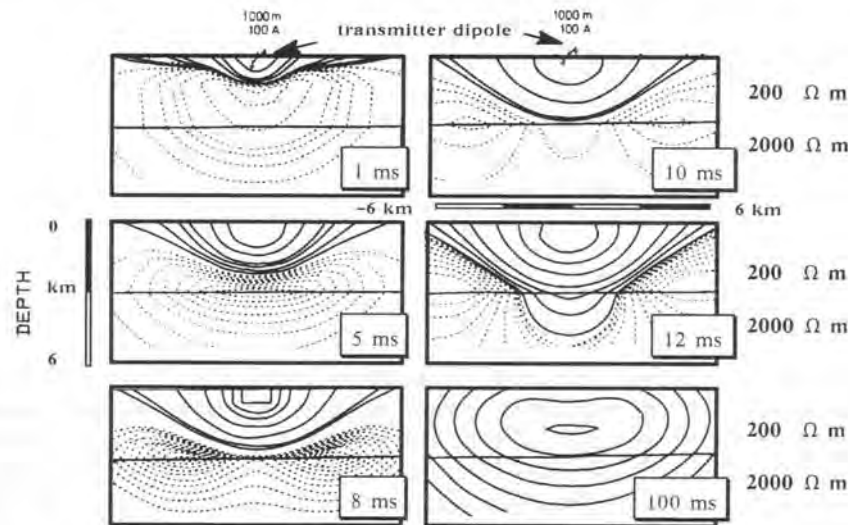 1000 m
100 A
transmitter dipole
1000 m
100 A
200 Ω m
2000 Ω m
1 ms
10 ms
-6 km
6 km
0
DEPTH
km
6
200 Ω m
2000 Ω m
5 ms
12 ms
200 Ω m
2000 Ω m
8 ms
100 ms